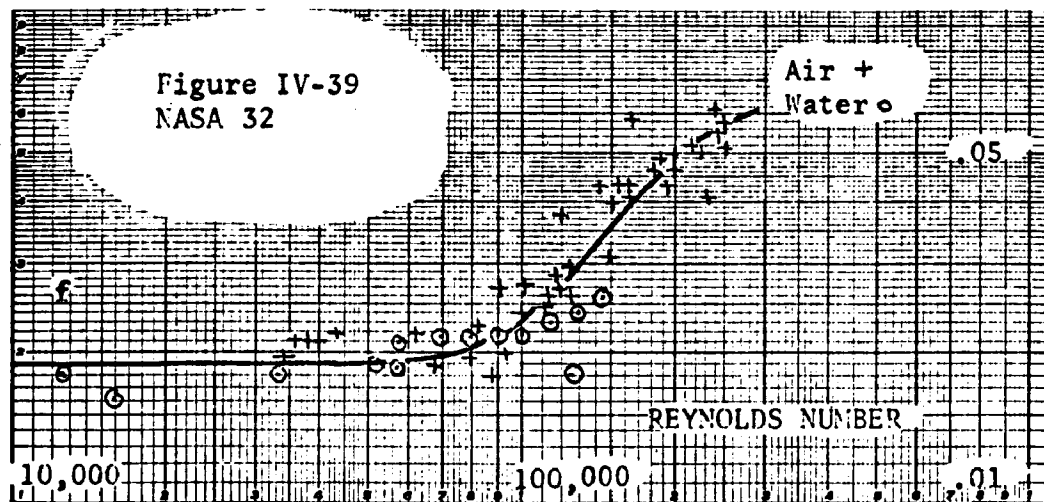 Figure IV-39
NASA 32
Air +
Water o
.05
f
REYNOLDS NUMBER
10,000
100,000
.01